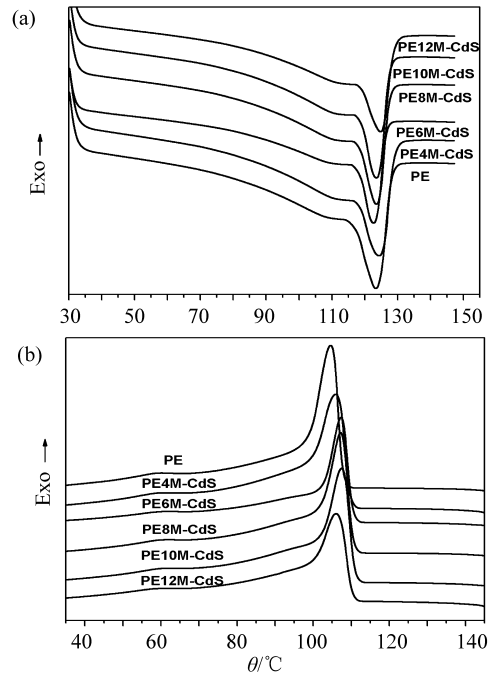 (a)
Exo →
PE12M-CdS
PE10M-CdS
PE8M-CdS
PE6M-CdS
PE4M-CdS
PE
30 50 70 90 110 130 150
(b)
Exo →
PE
PE4M-CdS
PE6M-CdS
PE8M-CdS
PE10M-CdS
PE12M-CdS
40 60 80 100 120 140
θ/℃